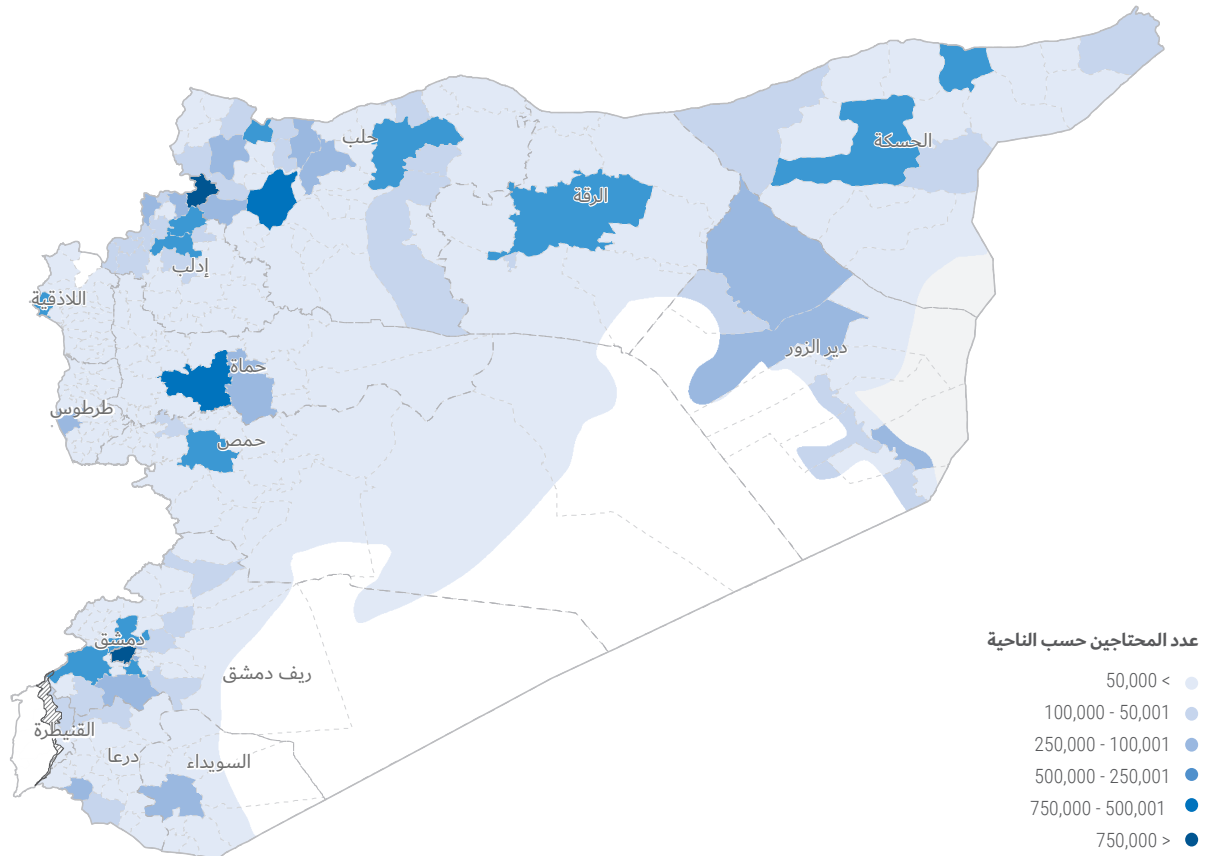 حلب
الحسكة
الرقة
إدلب
اللاذقية
دير الزور
حماة
طرطوس
حمص
دمشق
ريف دمشق
القنيطرة
درعا
السويداء
عدد المحتاجين حسب الناحية
50,000 >
100,000 - 50,001
250,000 - 100,001
500,000 - 250,001
750,000 - 500,001
750,000 >